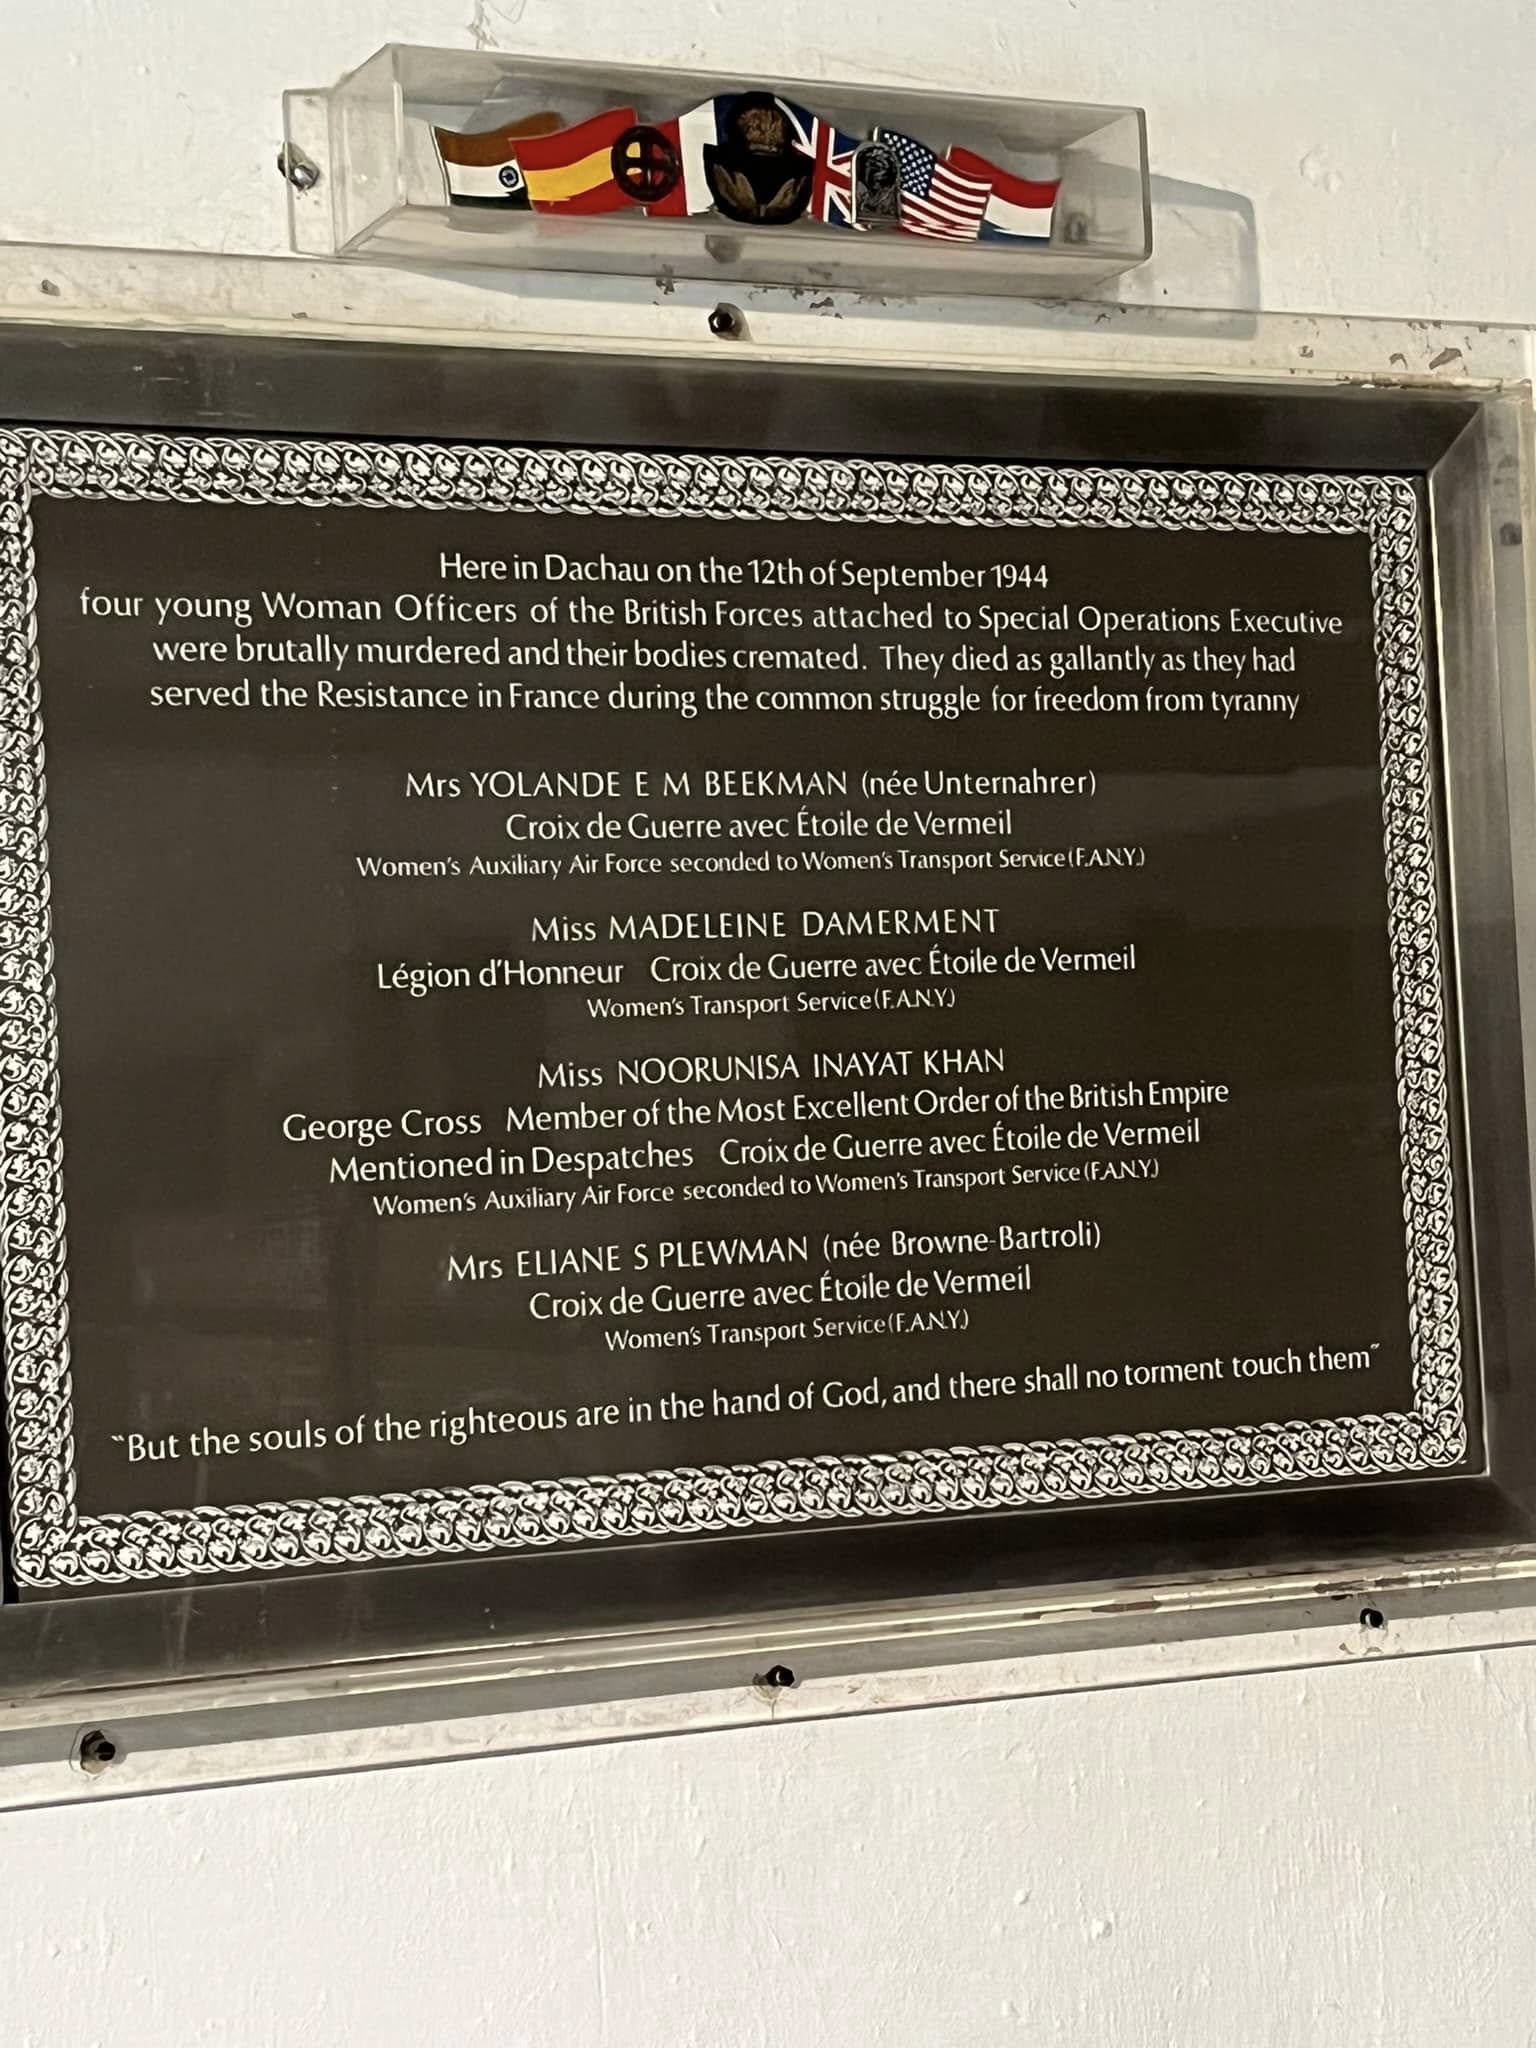 Here in Dachau on the 12th of September 1944
four young Woman Officers of the British Forces attached to Special Operations Executive
were brutally murdered and their bodies cremated. They died as gallantly as they had
served the Resistance in France during the common struggle for freedom from tyranny
Mrs YOLANDE E M BEEKMAN (née Unternahrer)
Croix de Guerre avec Étoile de Vermeil
Women's Auxiliary Air Force seconded to Women's Transport Service (F.A.N.Y.)
Miss MADELEINE DAMERMENT
Légion d'Honneur Croix de Guerre avec Étoile de Vermeil
Women's Transport Service (F.A.N.Y.)
Miss NOORUNISA INAYAT KHAN
George Cross Member of the Most Excellent Order of the British Empire
Mentioned in Despatches Croix de Guerre avec Étoile de Vermeil
Women's Auxiliary Air Force seconded to Women's Transport Service (F.A.N.Y.)
Mrs ELIANE S PLEWMAN (née Browne-Bartroli)
Croix de Guerre avec Étoile de Vermeil
Women's Transport Service (F.A.N.Y.)
"But the souls of the righteous are in the hand of God, and there shall no torment touch them"